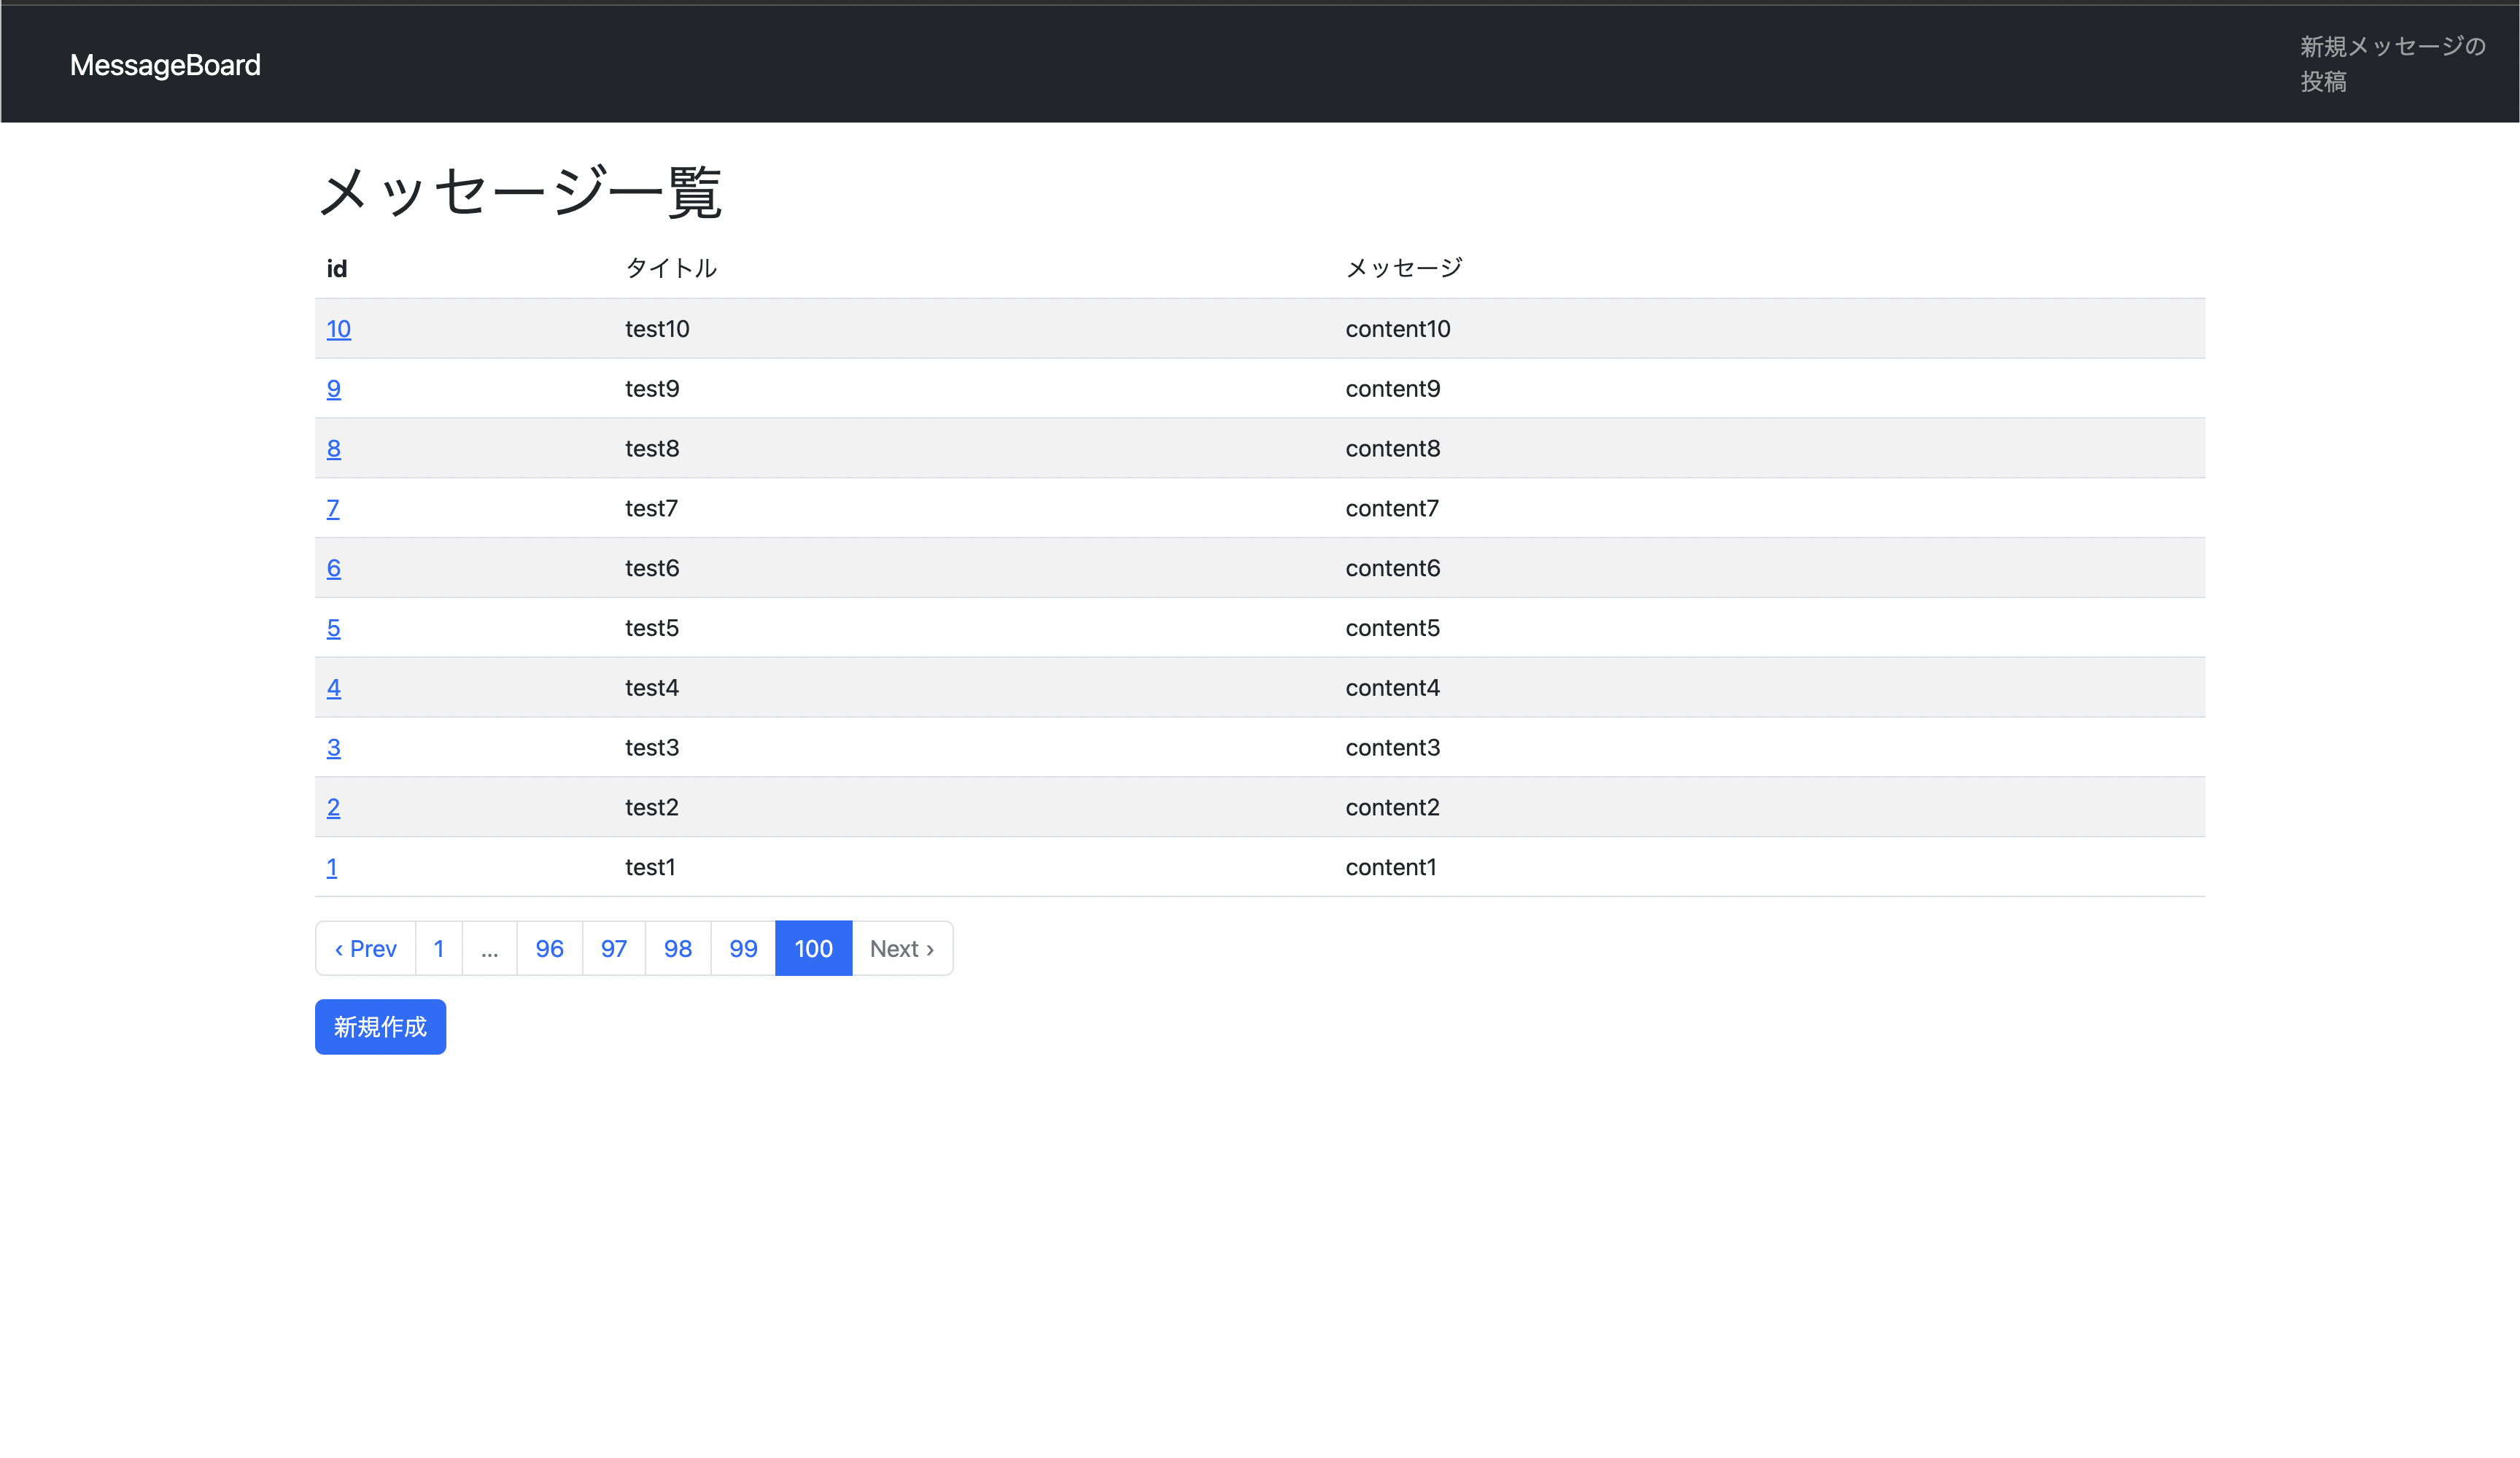 MessageBoard
新規メッセージの
投稿
メッセージ一覧
id タイトル メッセージ
10 test10 content10
9 test9 content9
8 test8 content8
7 test7 content7
6 test6 content6
5 test5 content5
4 test4 content4
3 test3 content3
2 test2 content2
1 test1 content1
‹ Prev 1 ... 96 97 98 99 100 Next ›
新規作成